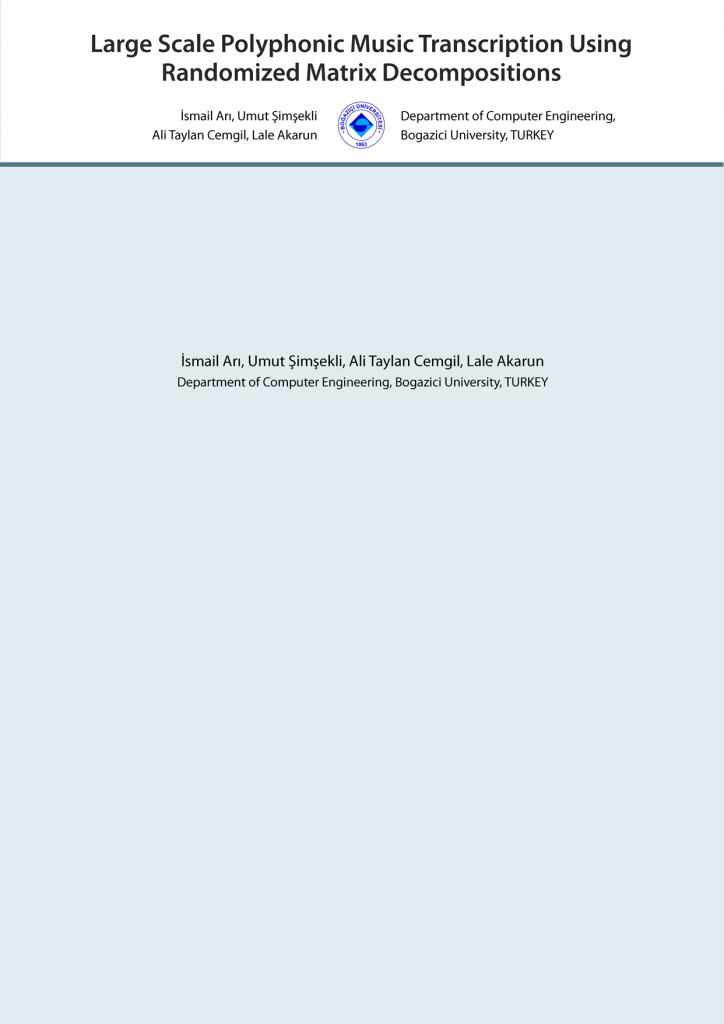 Large Scale Polyphonic Music Transcription Using
Randomized Matrix Decompositions
İsmail Arı, Umut Şimşekli
Ali Taylan Cemgil, Lale Akarun
BOĞAZİÇİ ÜNİVERSİTESİ
1863
Department of Computer Engineering,
Bogazici University, TURKEY
İsmail Arı, Umut Şimşekli, Ali Taylan Cemgil, Lale Akarun
Department of Computer Engineering, Bogazici University, TURKEY